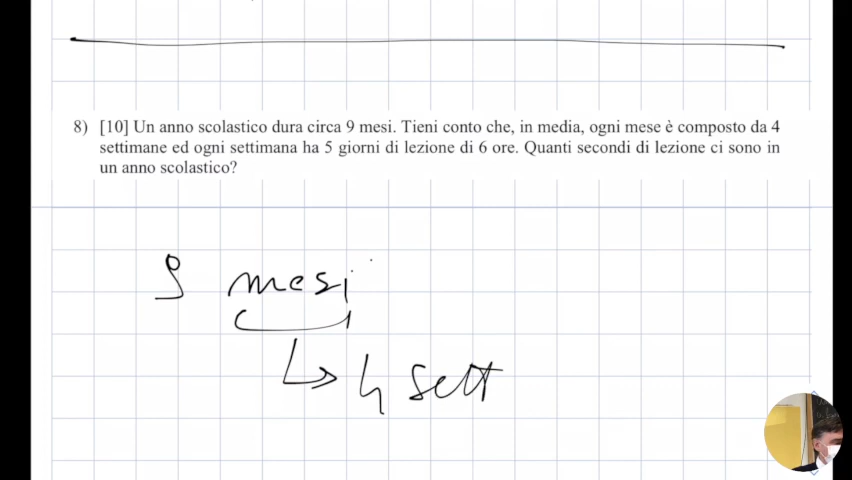 8) [10] Un anno scolastico dura circa 9 mesi. Tieni conto che, in media, ogni mese è composto da 4
settimane ed ogni settimana ha 5 giorni di lezione di 6 ore. Quanti secondi di lezione ci sono in
un anno scolastico?
9 mesi
↳ 4 sett